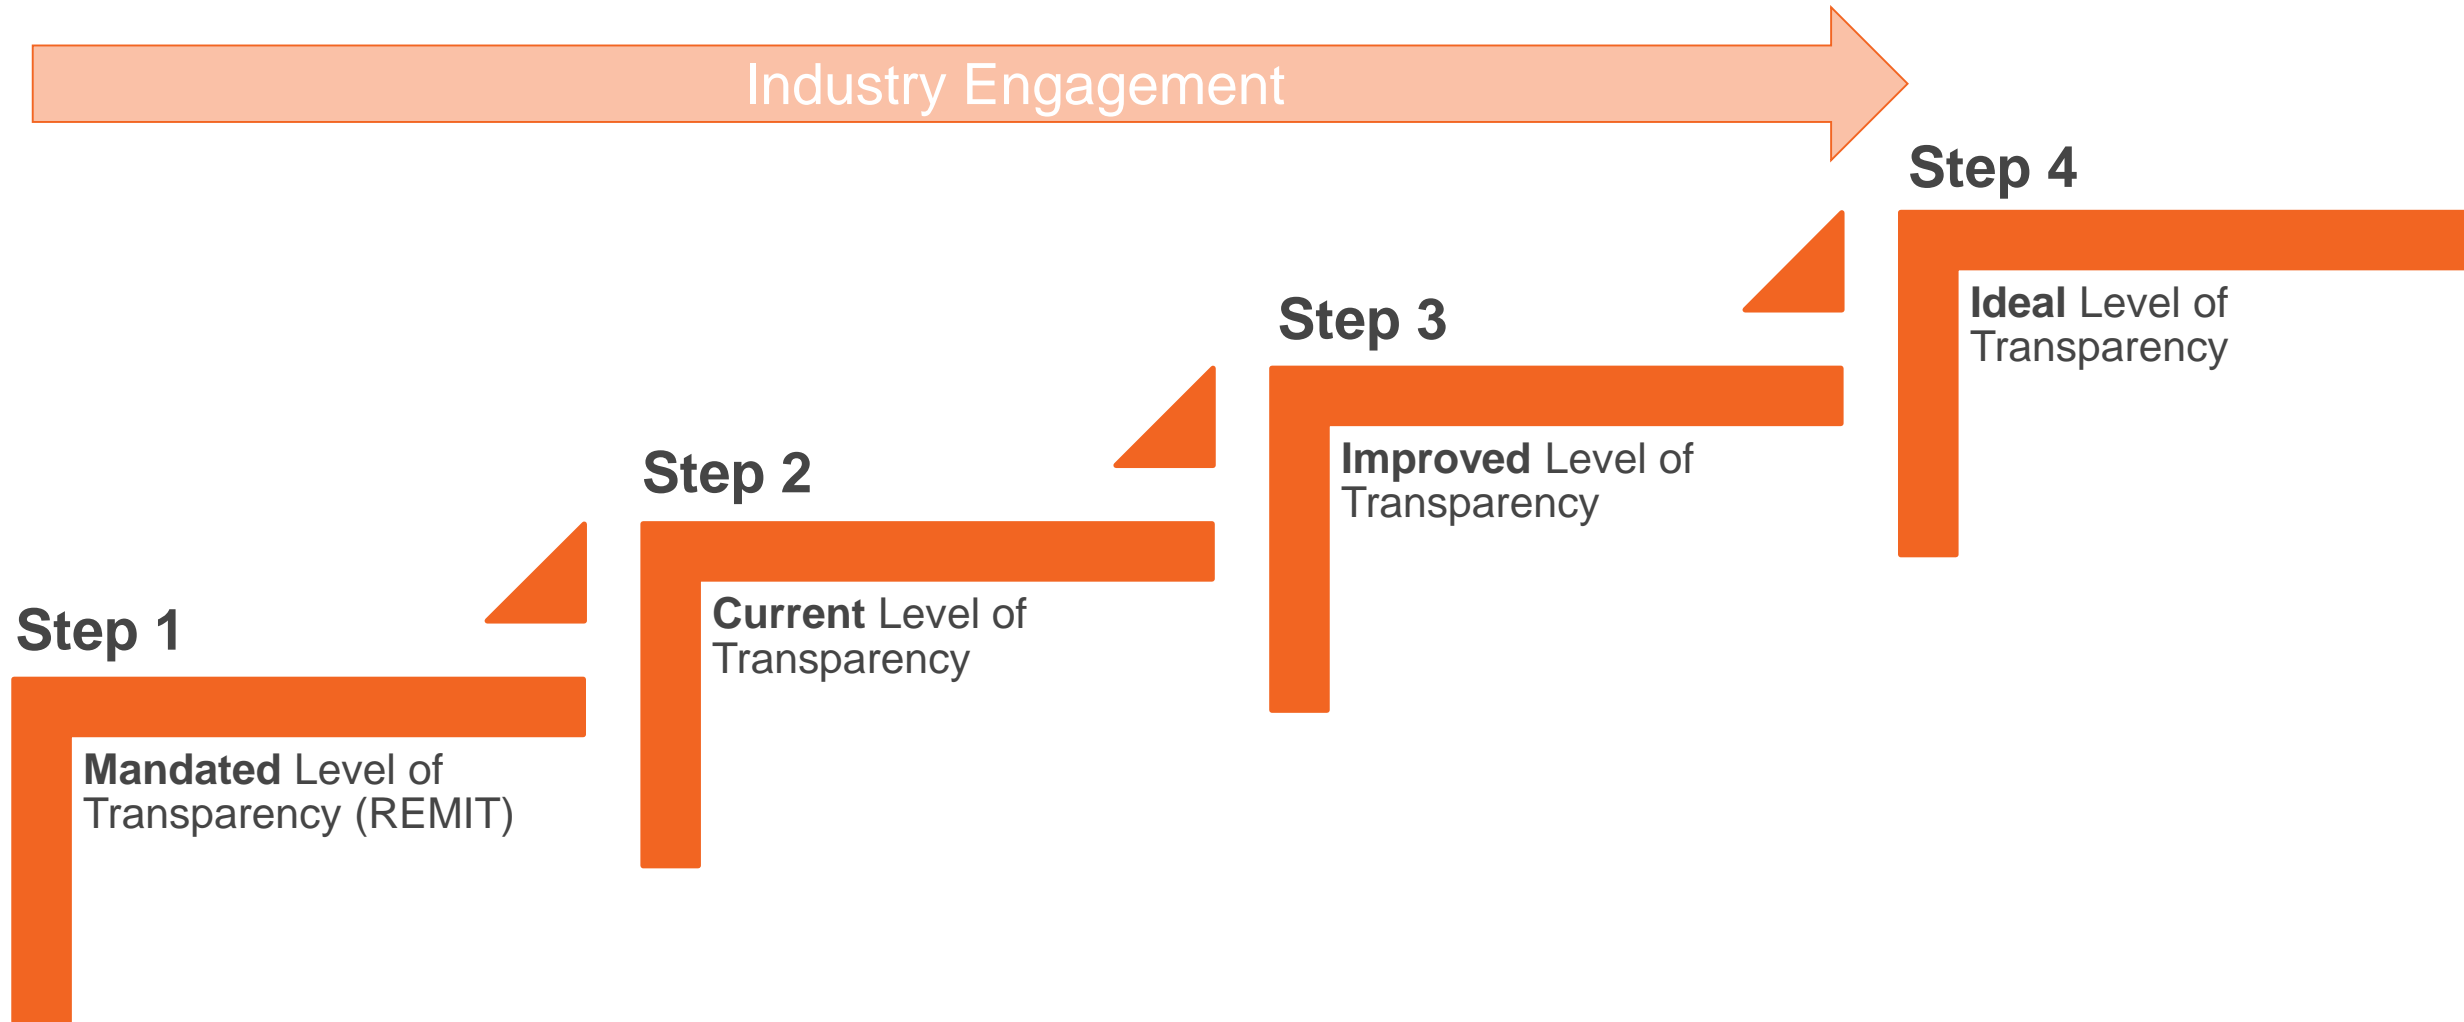 Industry Engagement
Step 1
Mandated Level of
Transparency (REMIT)
Step 2
Current Level of
Transparency
Step 3
Improved Level of
Transparency
Step 4
Ideal Level of
Transparency